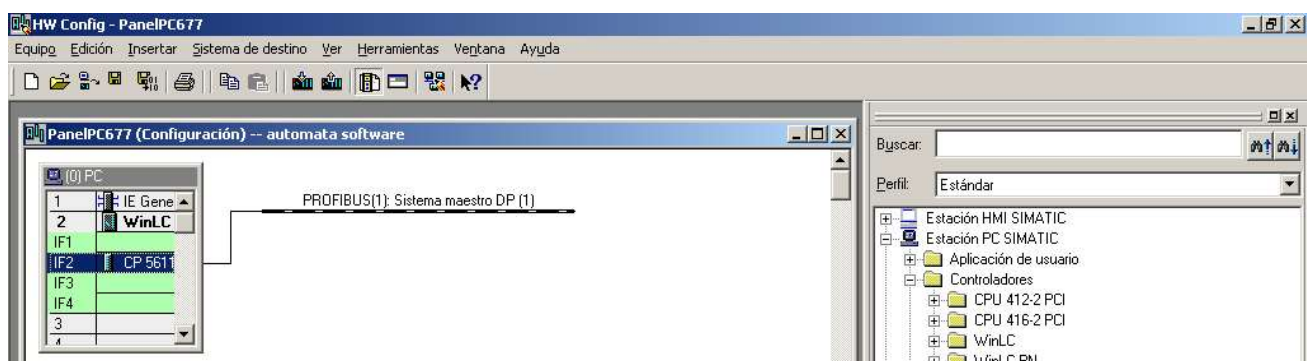 HW Config - PanelPC677
Equipo Edición Insertar Sistema de destino Ver Herramientas Ventana Ayuda
PanelPC677 (Configuración) -- automata software
(0) PC
1 IE Gene
2 WinLC
IF1
IF2 CP 5611
IF3
IF4
3
4
PROFIBUS(1): Sistema maestro DP (1)
Buscar:
Perfil: Estándar
Estación HMI SIMATIC
Estación PC SIMATIC
Aplicación de usuario
Controladores
CPU 412-2 PCI
CPU 416-2 PCI
WinLC
WinLC PN